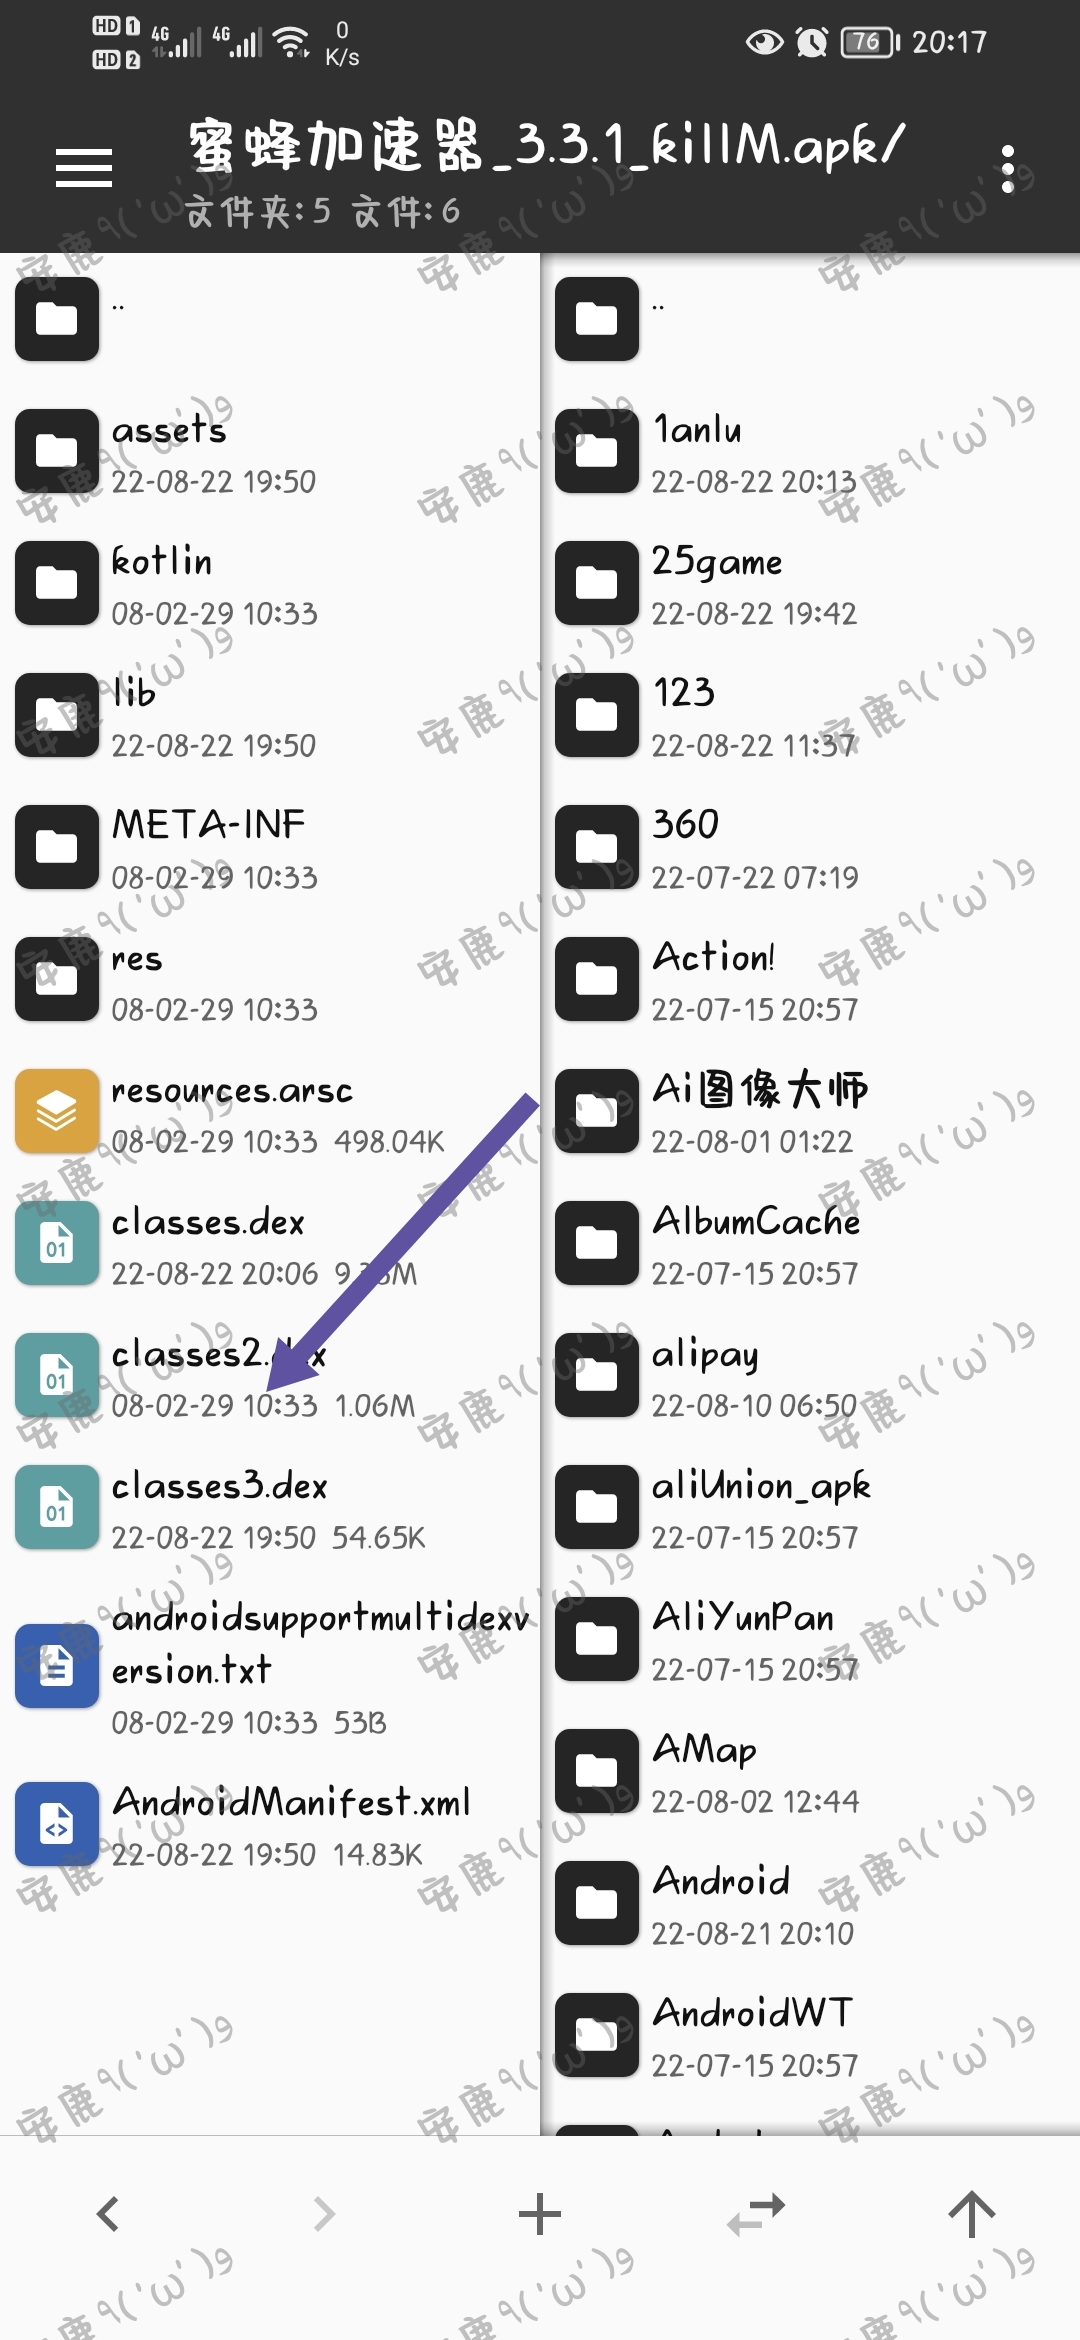 HD 1 4G 4G 0 76 20:17
HD 2 K/s
蜜蜂加速器_3.3.1_killM.apk/
文件夹:5 文件:6
..
assets
22-08-22 19:50
kotlin
08-02-29 10:33
lib
22-08-22 19:50
META-INF
08-02-29 10:33
res
08-02-29 10:33
resources.arsc
08-02-29 10:33 498.04K
classes.dex
22-08-22 20:06
classes2.dex
08-02-29 10:33 1.06M
classes3.dex
22-08-22 19:50 54.65K
androidsupportmultidexv
ersion.txt
08-02-29 10:33 53B
AndroidManifest.xml
22-08-22 19:50 14.83K
..
1anlu
22-08-22 20:13
25game
22-08-22 19:42
123
22-08-22 11:37
360
22-07-22 07:19
Action!
22-07-15 20:57
Ai图像大师
22-08-01 01:22
AlbumCache
22-07-15 20:57
alipay
22-08-10 06:50
aliUnion_apk
22-07-15 20:57
AliYunPan
22-07-15 20:57
AMap
22-08-02 12:44
Android
22-08-21 20:10
AndroidWT
22-07-15 20:57
安鹿٩('ω')و